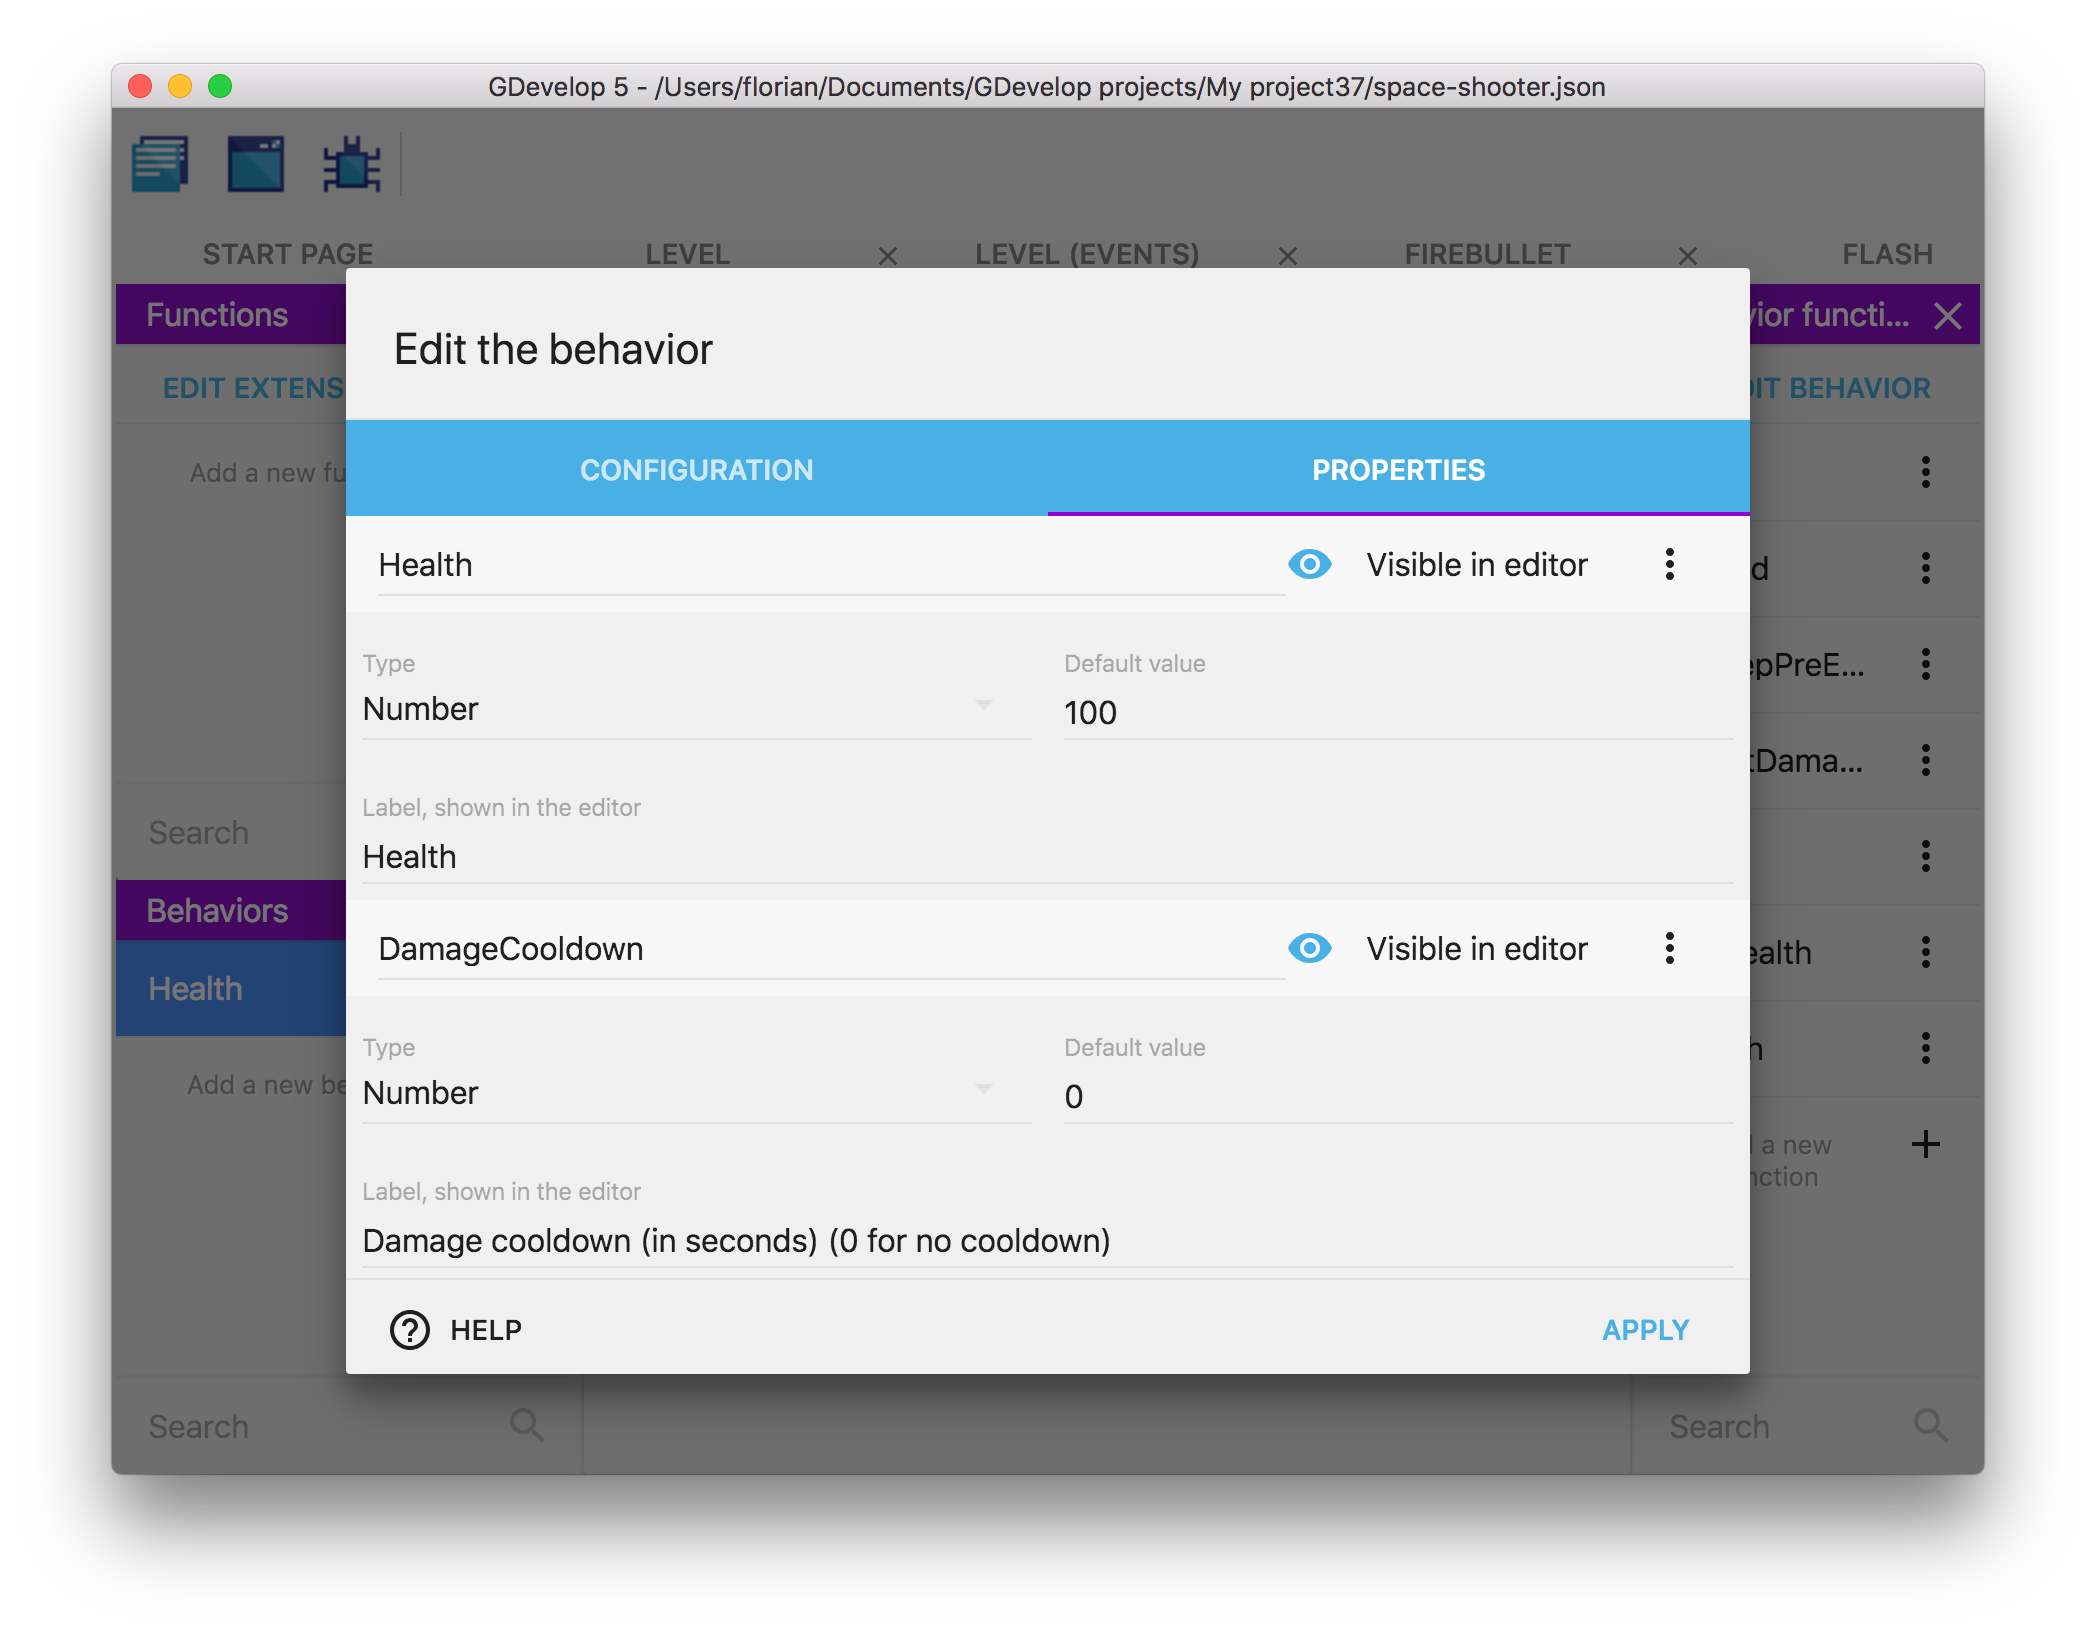 GDevelop 5 - /Users/florian/Documents/GDevelop projects/My project37/space-shooter.json
START PAGE
LEVEL
LEVEL (EVENTS)
FIREBULLET
FLASH
Functions
vior functi...
EDIT EXTENS
DIT BEHAVIOR
Add a new fu
Search
Behaviors
Health
Add a new be
Search
Edit the behavior
CONFIGURATION
PROPERTIES
Health
Visible in editor
Type
Default value
Number
100
Label, shown in the editor
Health
DamageCooldown
Visible in editor
Type
Default value
Number
0
Label, shown in the editor
Damage cooldown (in seconds) (0 for no cooldown)
HELP
APPLY
d
epPreE...
tDama...
ealth
h
a new
nction
Search